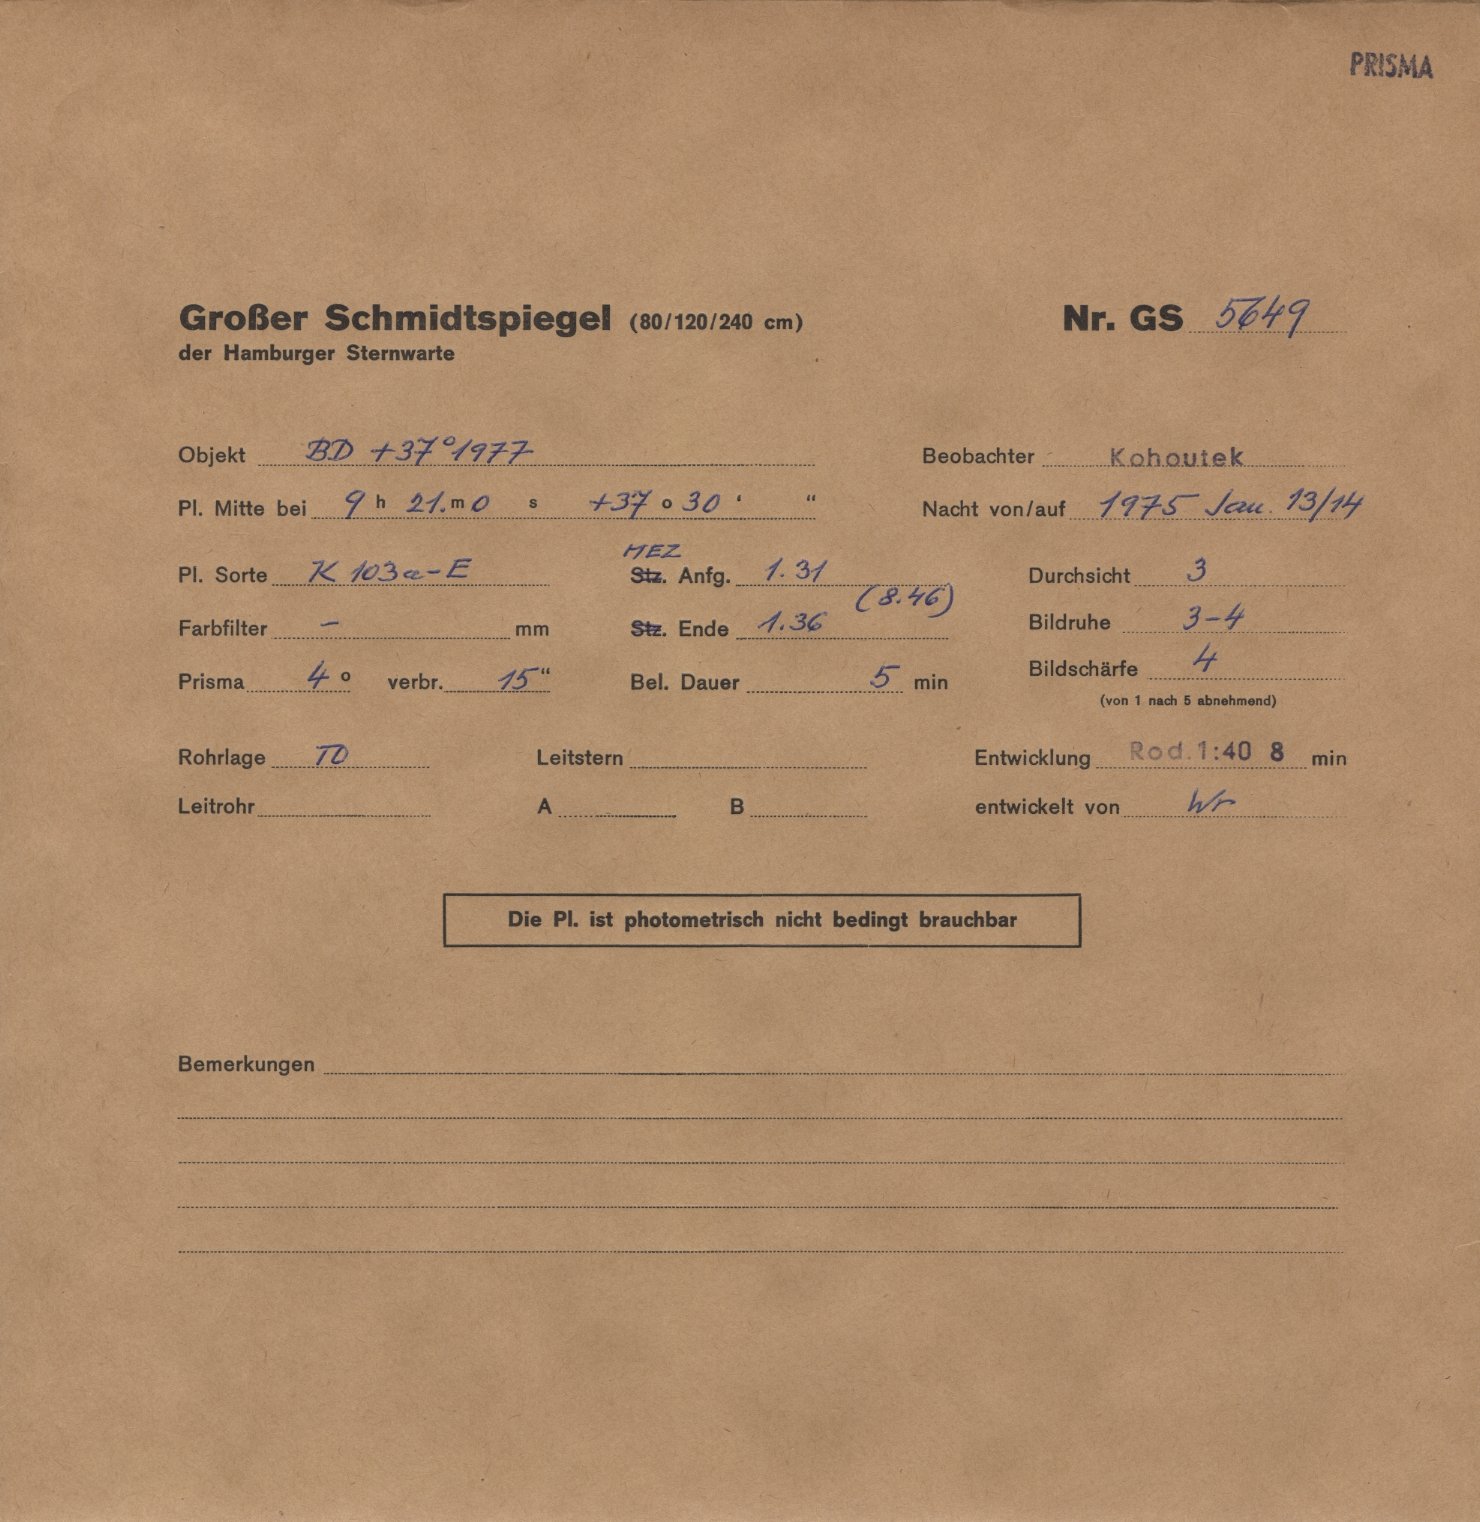 PRISMA
Großer Schmidtspiegel (80/120/240 cm) Nr. GS 5649
der Hamburger Sternwarte
Objekt BD +37°1977 Beobachter Kohoutek
Pl. Mitte bei 9 h 21. m 0 s +37 o 30 ‘ “ Nacht von/auf 1975 Jan. 13/14
MEZ
Pl. Sorte K 103a-E Stz. Anfg. 1.31 Durchsicht 3
(8.46)
Farbfilter – mm Stz. Ende 1.36 Bildruhe 3-4
Prisma 4 o verbr. 15 “ Bel. Dauer 5 min Bildschärfe 4
(von 1 nach 5 abnehmend)
Rohrlage TO Leitstern Entwicklung Rod. 1:40 8 min
Leitrohr A B entwickelt von Wr
Die Pl. ist photometrisch nicht bedingt brauchbar
Bemerkungen